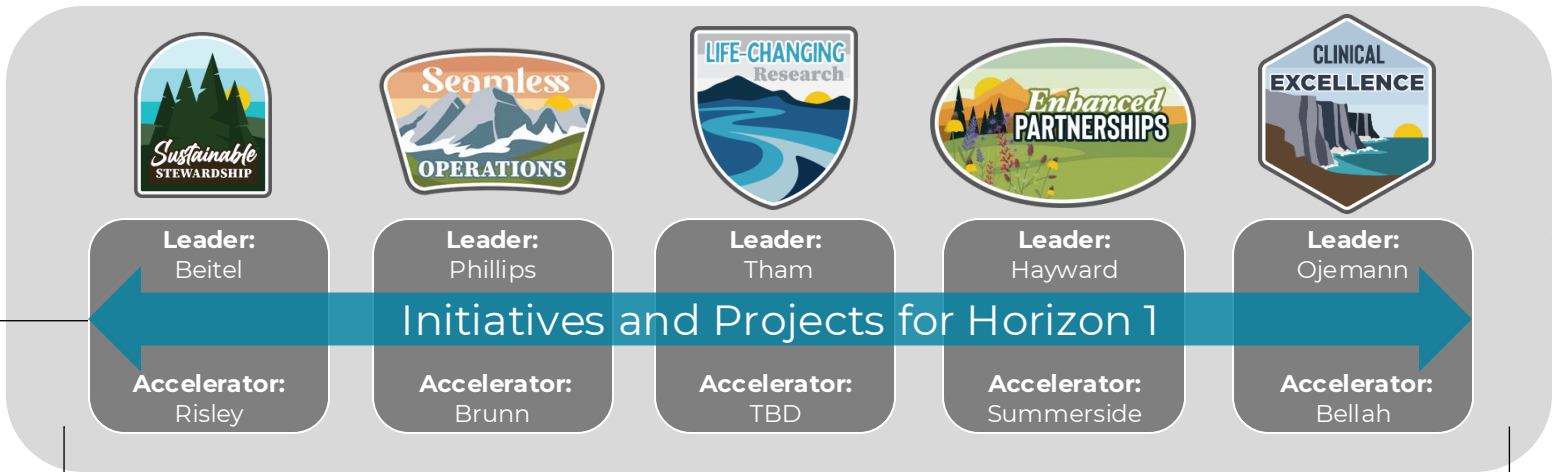 Sustainable
STEWARDSHIP
Seamless
OPERATIONS
LIFE-CHANGING
Research
Enhanced
PARTNERSHIPS
CLINICAL
EXCELLENCE
Leader:
Beitel
Leader:
Phillips
Leader:
Tham
Leader:
Hayward
Leader:
Ojemann
Initiatives and Projects for Horizon 1
Accelerator:
Risley
Accelerator:
Brunn
Accelerator:
TBD
Accelerator:
Summerside
Accelerator:
Bellah